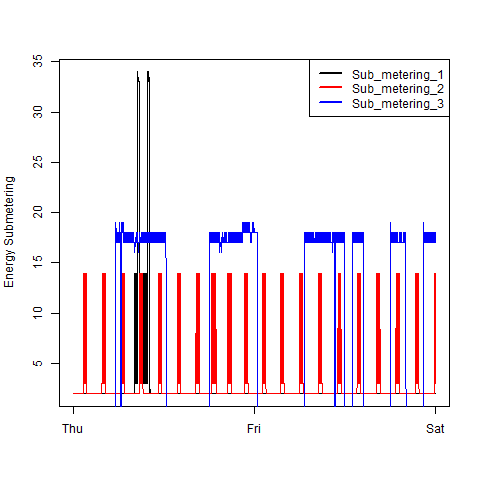 Sub_metering_1
Sub_metering_2
Sub_metering_3
Energy Submetering
35
30
25
20
15
10
5
Thu
Fri
Sat